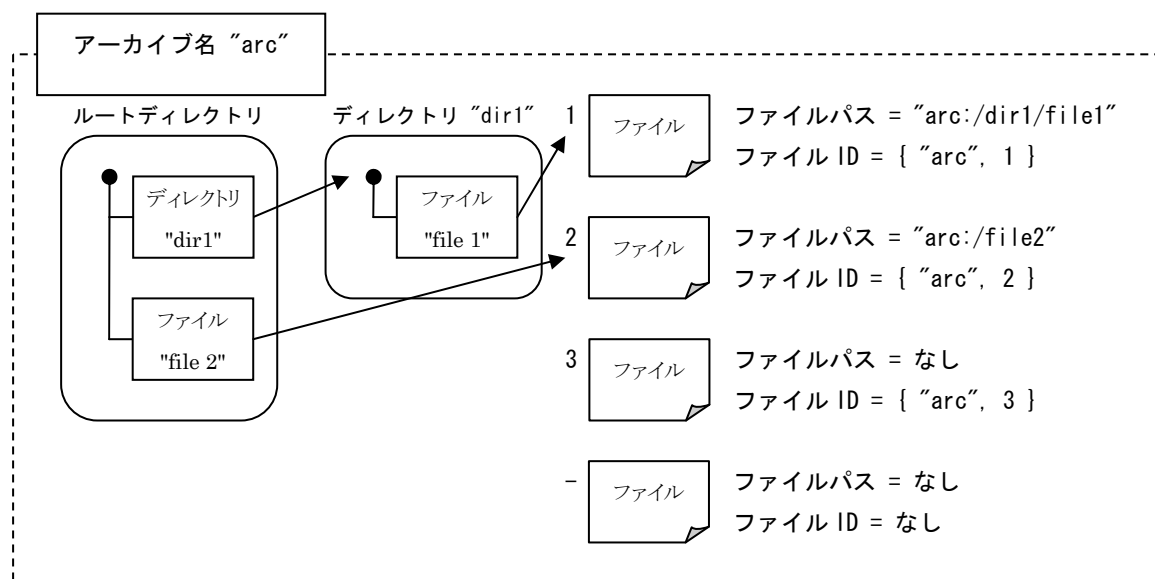 アーカイブ名 "arc"
ルートディレクトリ
ディレクトリ
"dir1"
ファイル
"file 2"
ディレクトリ "dir1"
ファイル
"file 1"
1
ファイル
ファイルパス = "arc:/dir1/file1"
ファイル ID = { "arc", 1 }
2
ファイル
ファイルパス = "arc:/file2"
ファイル ID = { "arc", 2 }
3
ファイル
ファイルパス = なし
ファイル ID = { "arc", 3 }
-
ファイル
ファイルパス = なし
ファイル ID = なし